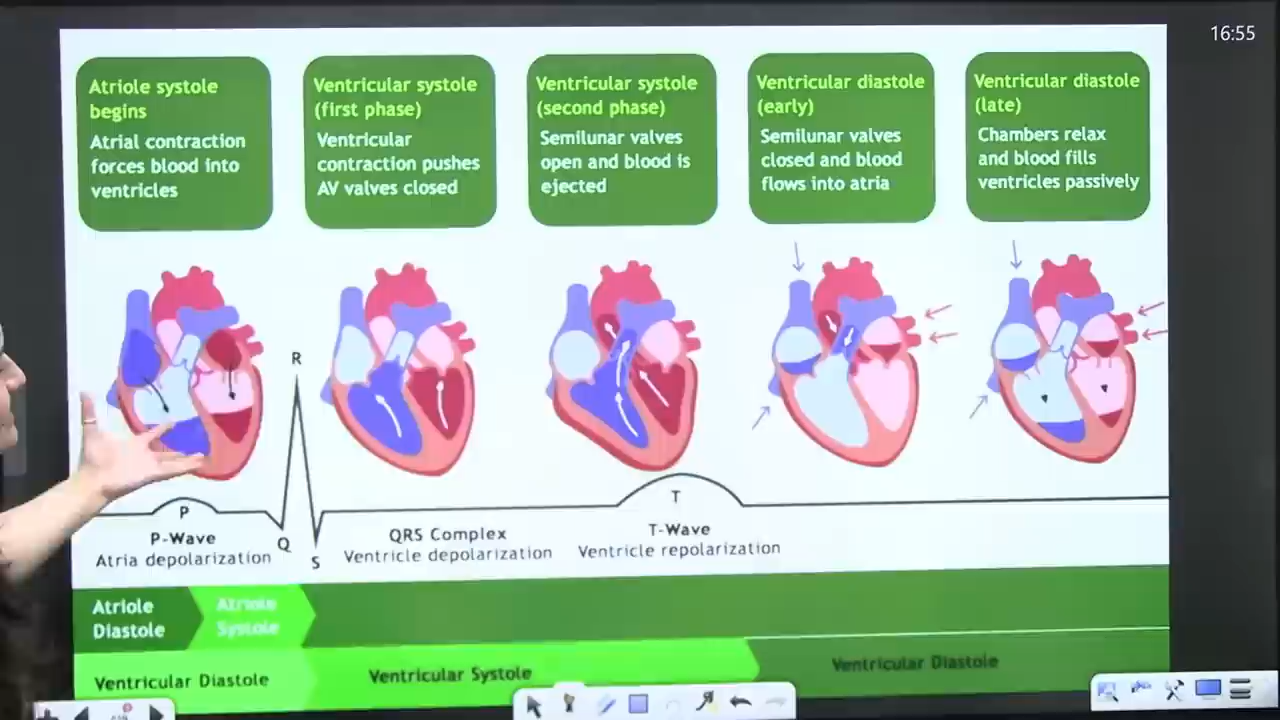 16:55
Atriole systole
begins
Atrial contraction
forces blood into
ventricles
Ventricular systole
(first phase)
Ventricular
contraction pushes
AV valves closed
Ventricular systole
(second phase)
Semilunar valves
open and blood is
ejected
Ventricular diastole
(early)
Semilunar valves
closed and blood
flows into atria
Ventricular diastole
(late)
Chambers relax
and blood fills
ventricles passively
R
P
Q
S
T
P-Wave
Atria depolarization
QRS Complex
Ventricle depolarization
T-Wave
Ventricle repolarization
Atriole
Diastole
Atriole
Systole
Ventricular Diastole
Ventricular Systole
Ventricular Diastole